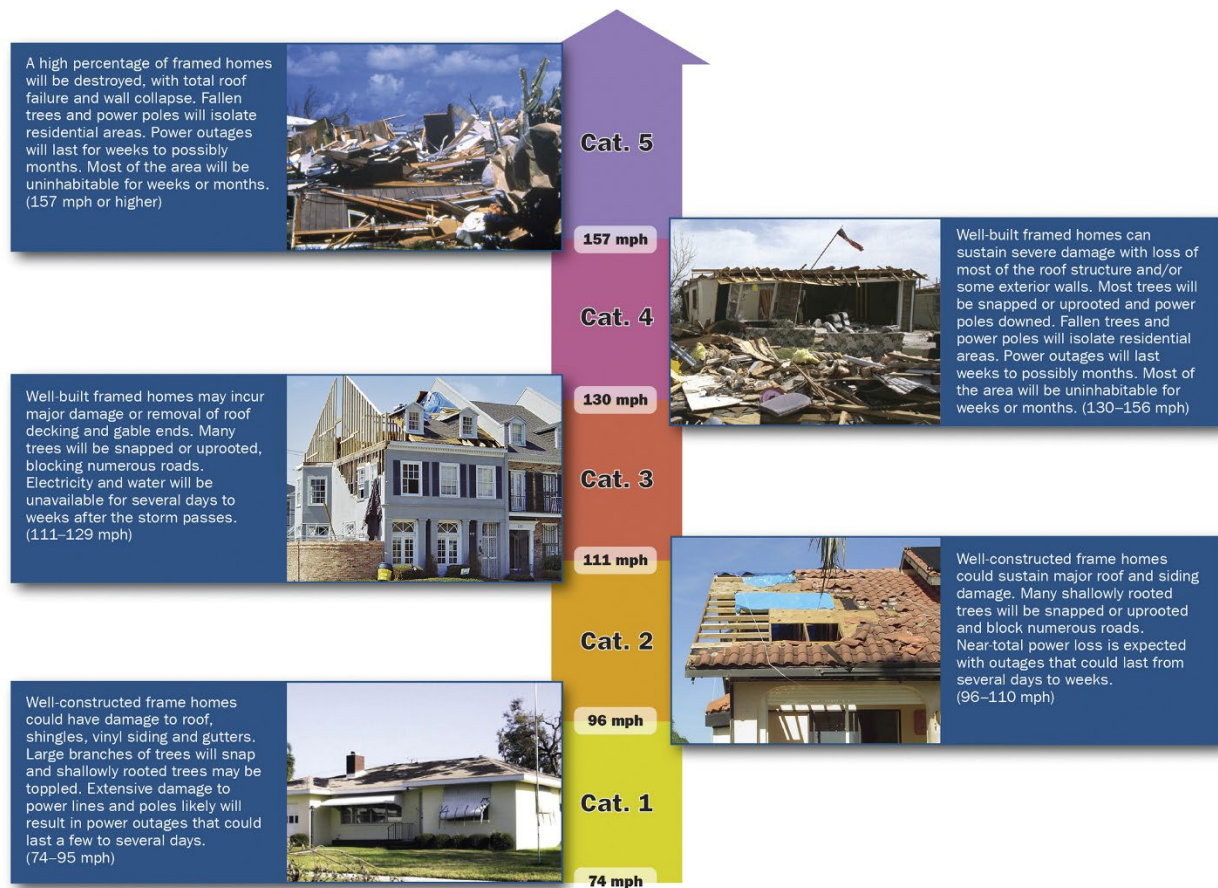 A high percentage of framed homes
will be destroyed, with total roof
failure and wall collapse. Fallen
trees and power poles will isolate
residential areas. Power outages
will last for weeks to possibly
months. Most of the area will be
uninhabitable for weeks or months.
(157 mph or higher)
Cat. 5
157 mph
Well-built framed homes can
sustain severe damage with loss of
most of the roof structure and/or
some exterior walls. Most trees will
be snapped or uprooted and power
poles downed. Fallen trees and
power poles will isolate residential
areas. Power outages will last
weeks to possibly months. Most of
the area will be uninhabitable for
weeks or months. (130–156 mph)
Cat. 4
130 mph
Well-built framed homes may incur
major damage or removal of roof
decking and gable ends. Many
trees will be snapped or uprooted,
blocking numerous roads.
Electricity and water will be
unavailable for several days to
weeks after the storm passes.
(111–129 mph)
Cat. 3
111 mph
Well-constructed frame homes
could sustain major roof and siding
damage. Many shallowly rooted
trees will be snapped or uprooted
and block numerous roads.
Near-total power loss is expected
with outages that could last from
several days to weeks.
(96–110 mph)
Cat. 2
96 mph
Well-constructed frame homes
could have damage to roof,
shingles, vinyl siding and gutters.
Large branches of trees will snap
and shallowly rooted trees may be
toppled. Extensive damage to
power lines and poles likely will
result in power outages that could
last a few to several days.
(74–95 mph)
Cat. 1
74 mph